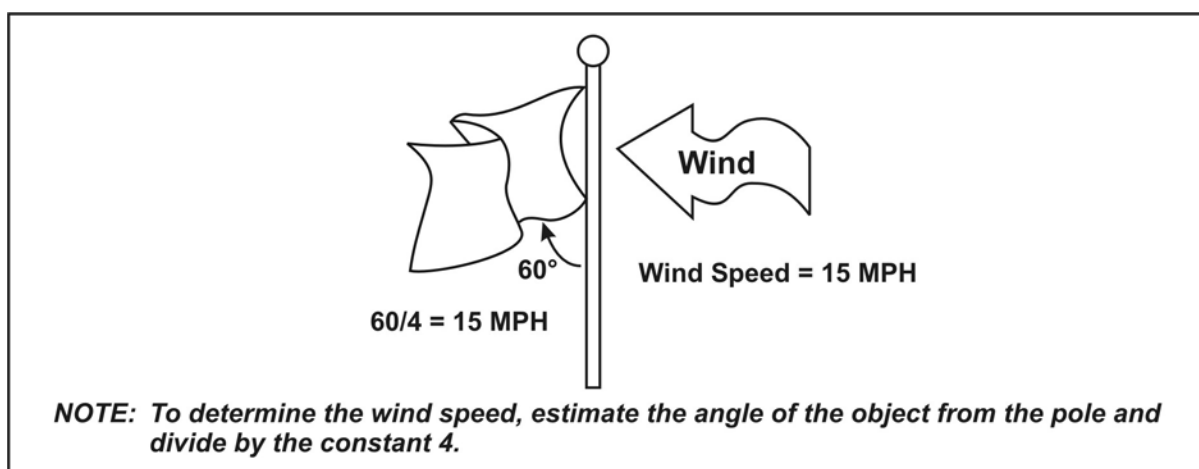 Wind
60°
Wind Speed = 15 MPH
60/4 = 15 MPH
NOTE: To determine the wind speed, estimate the angle of the object from the pole and
divide by the constant 4.